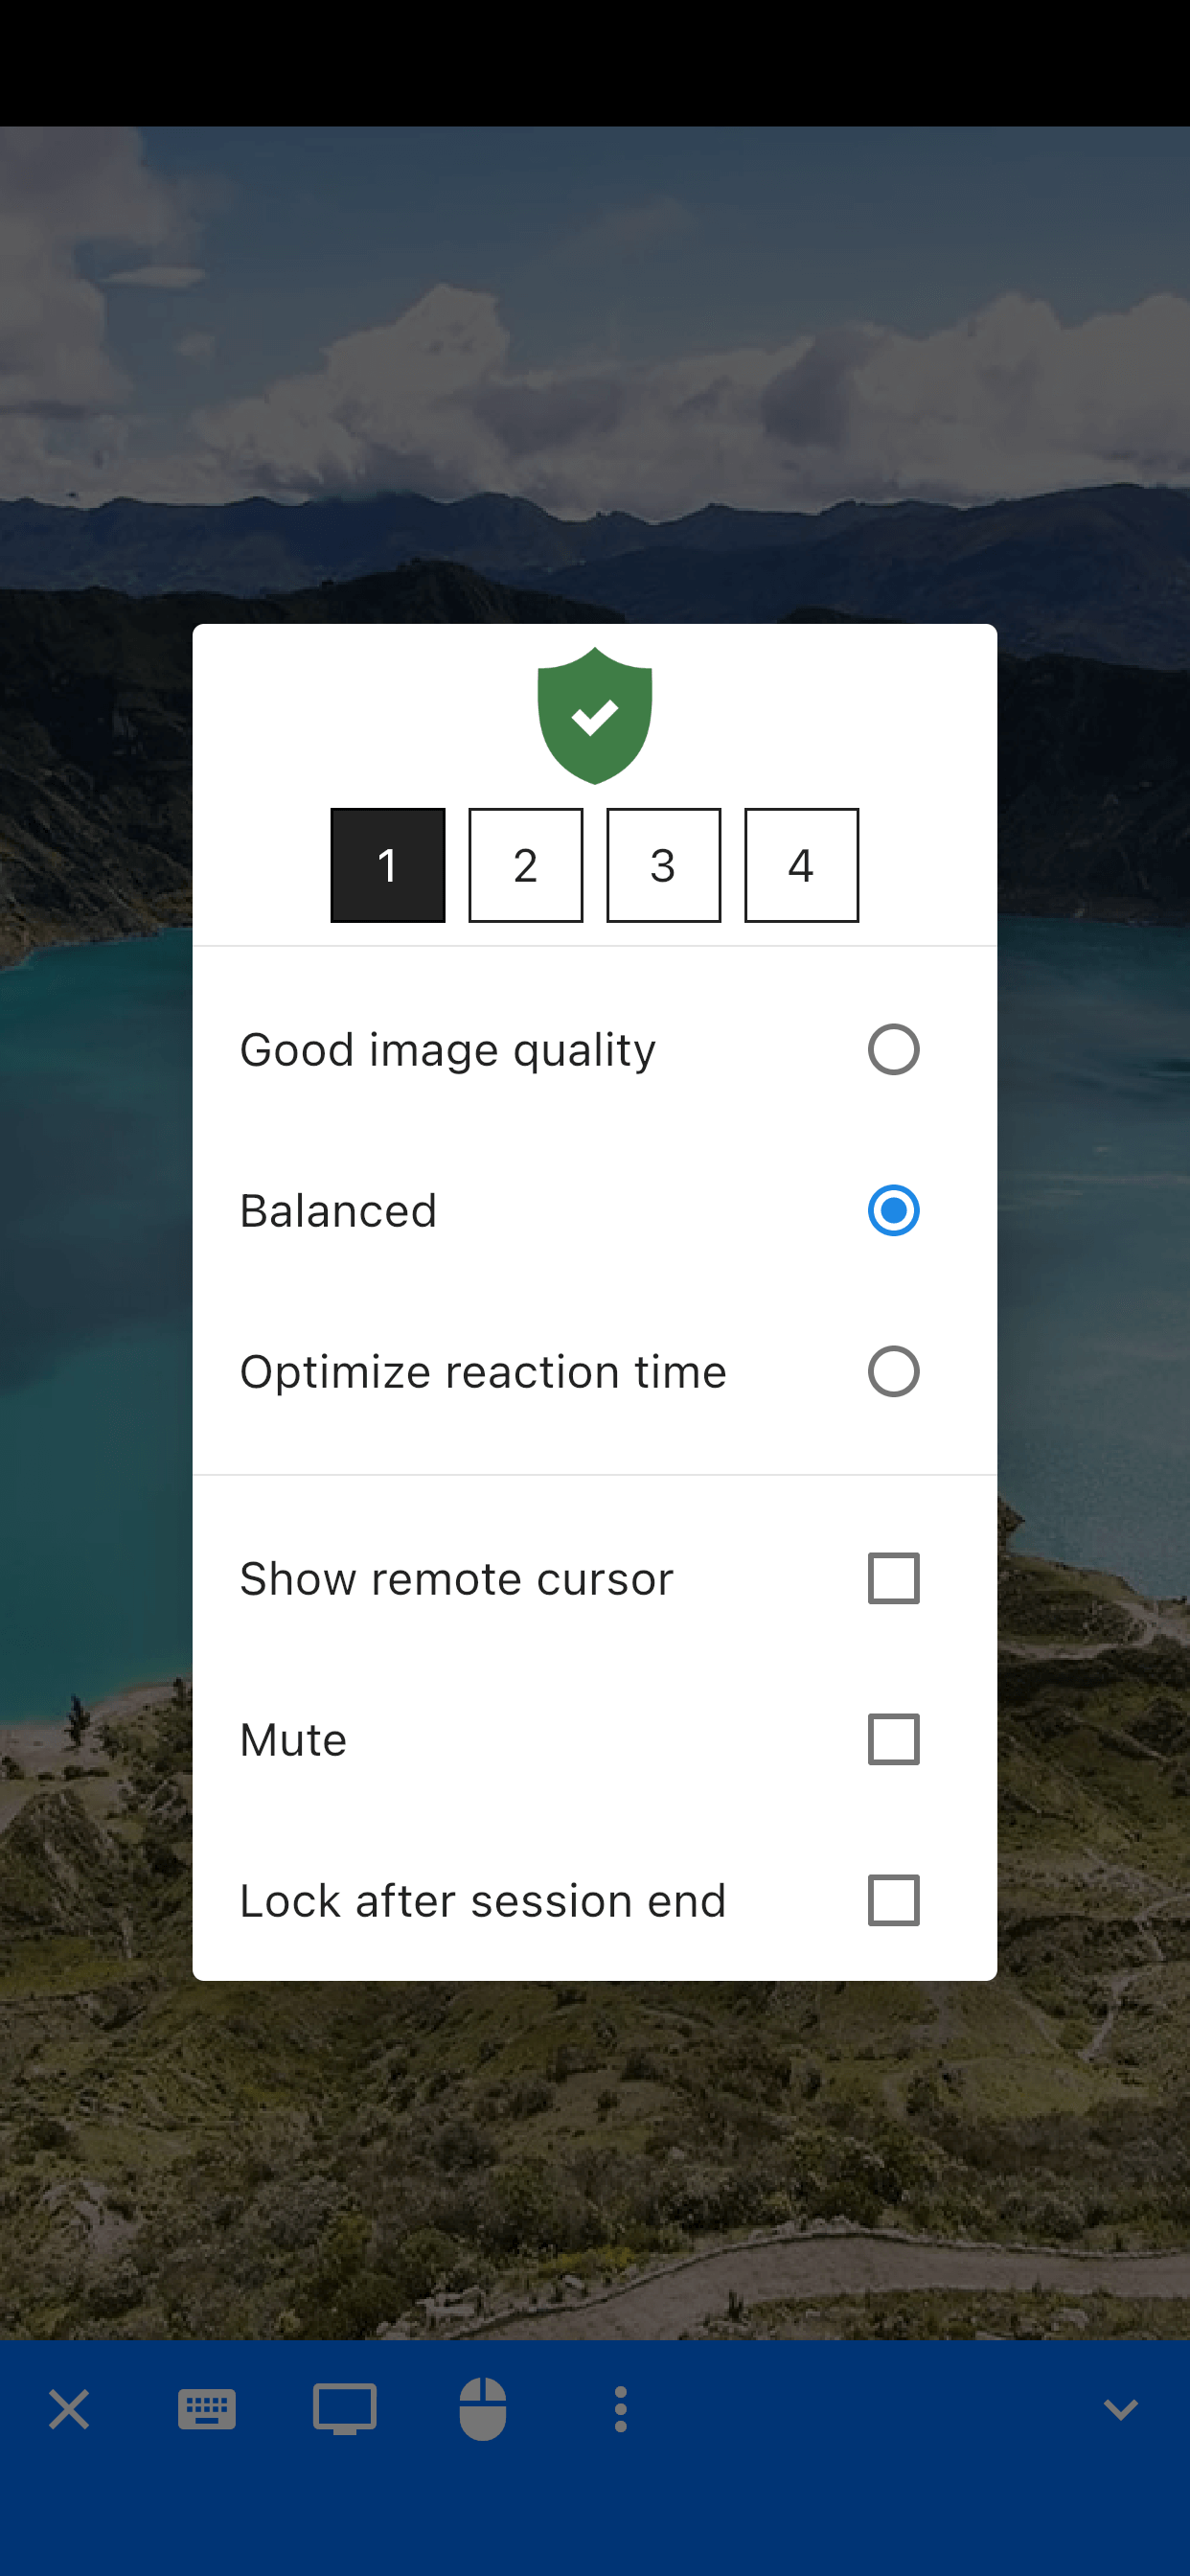 1 2 3 4
Good image quality
Balanced
Optimize reaction time
Show remote cursor
Mute
Lock after session end